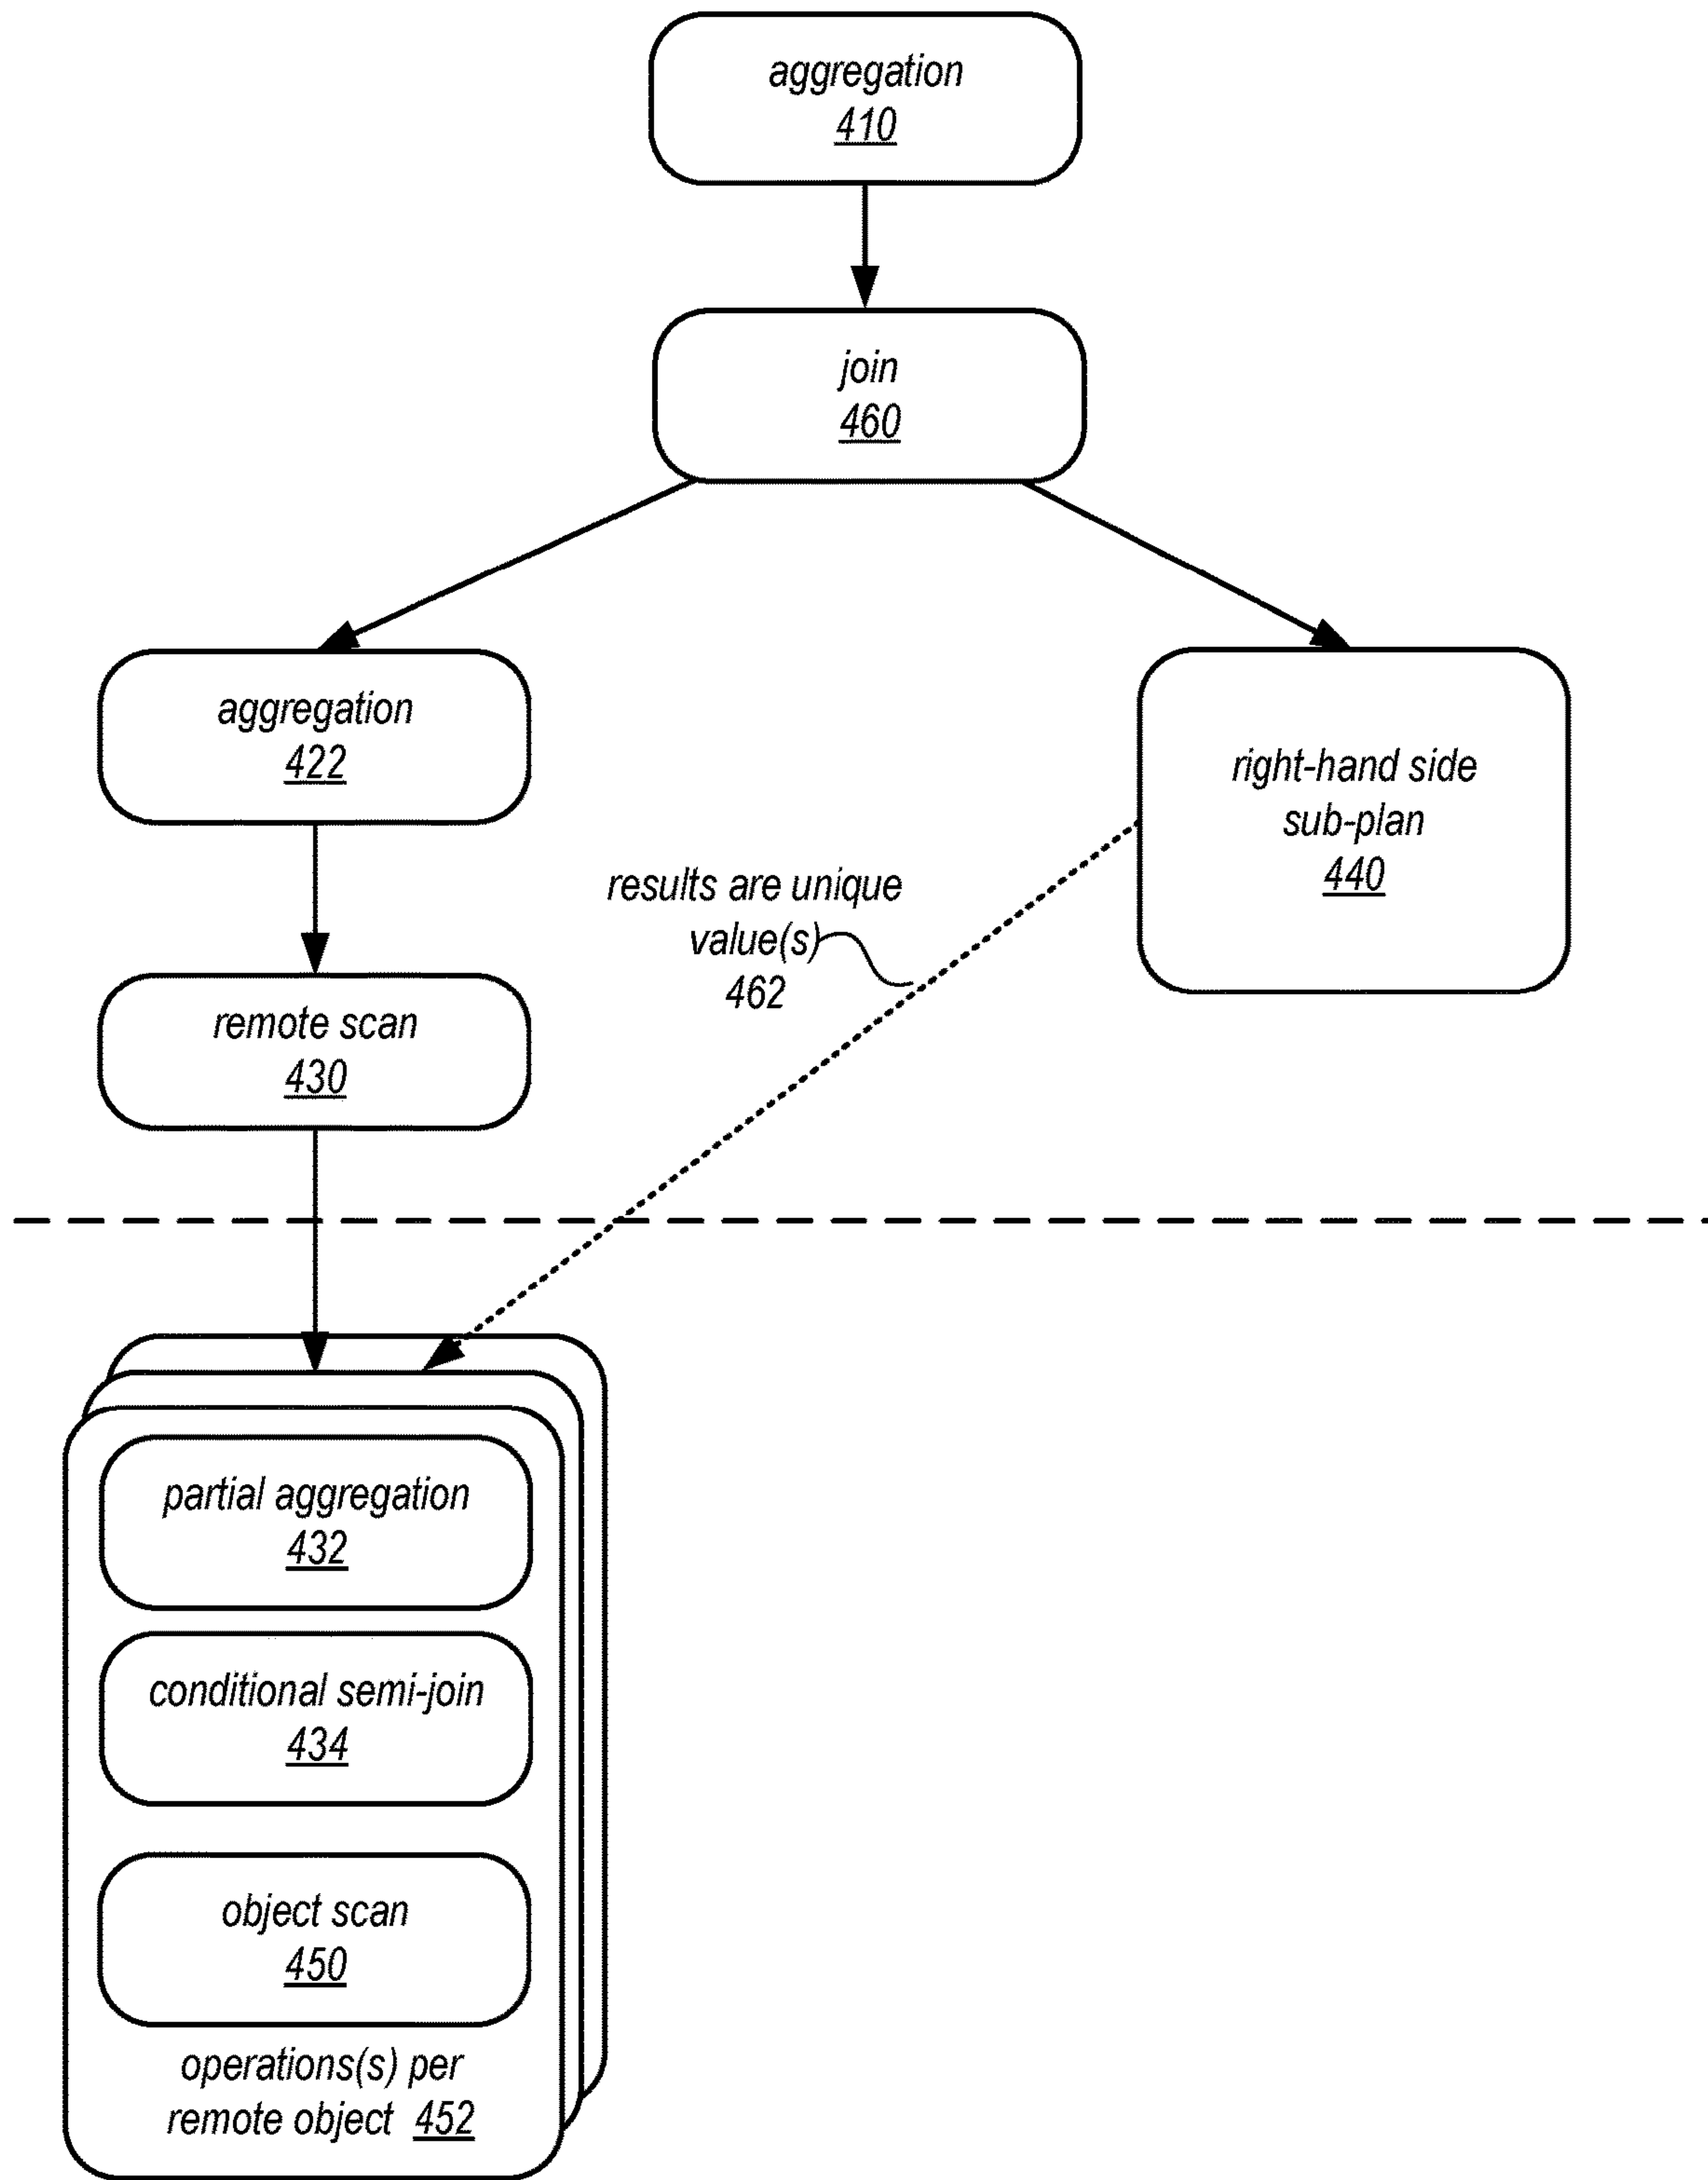 aggregation
410
join
460
aggregation
422
right-hand side
sub-plan
440
results are unique
value(s)
462
remote scan
430
partial aggregation
432
conditional semi-join
434
object scan
450
operations(s) per
remote object 452